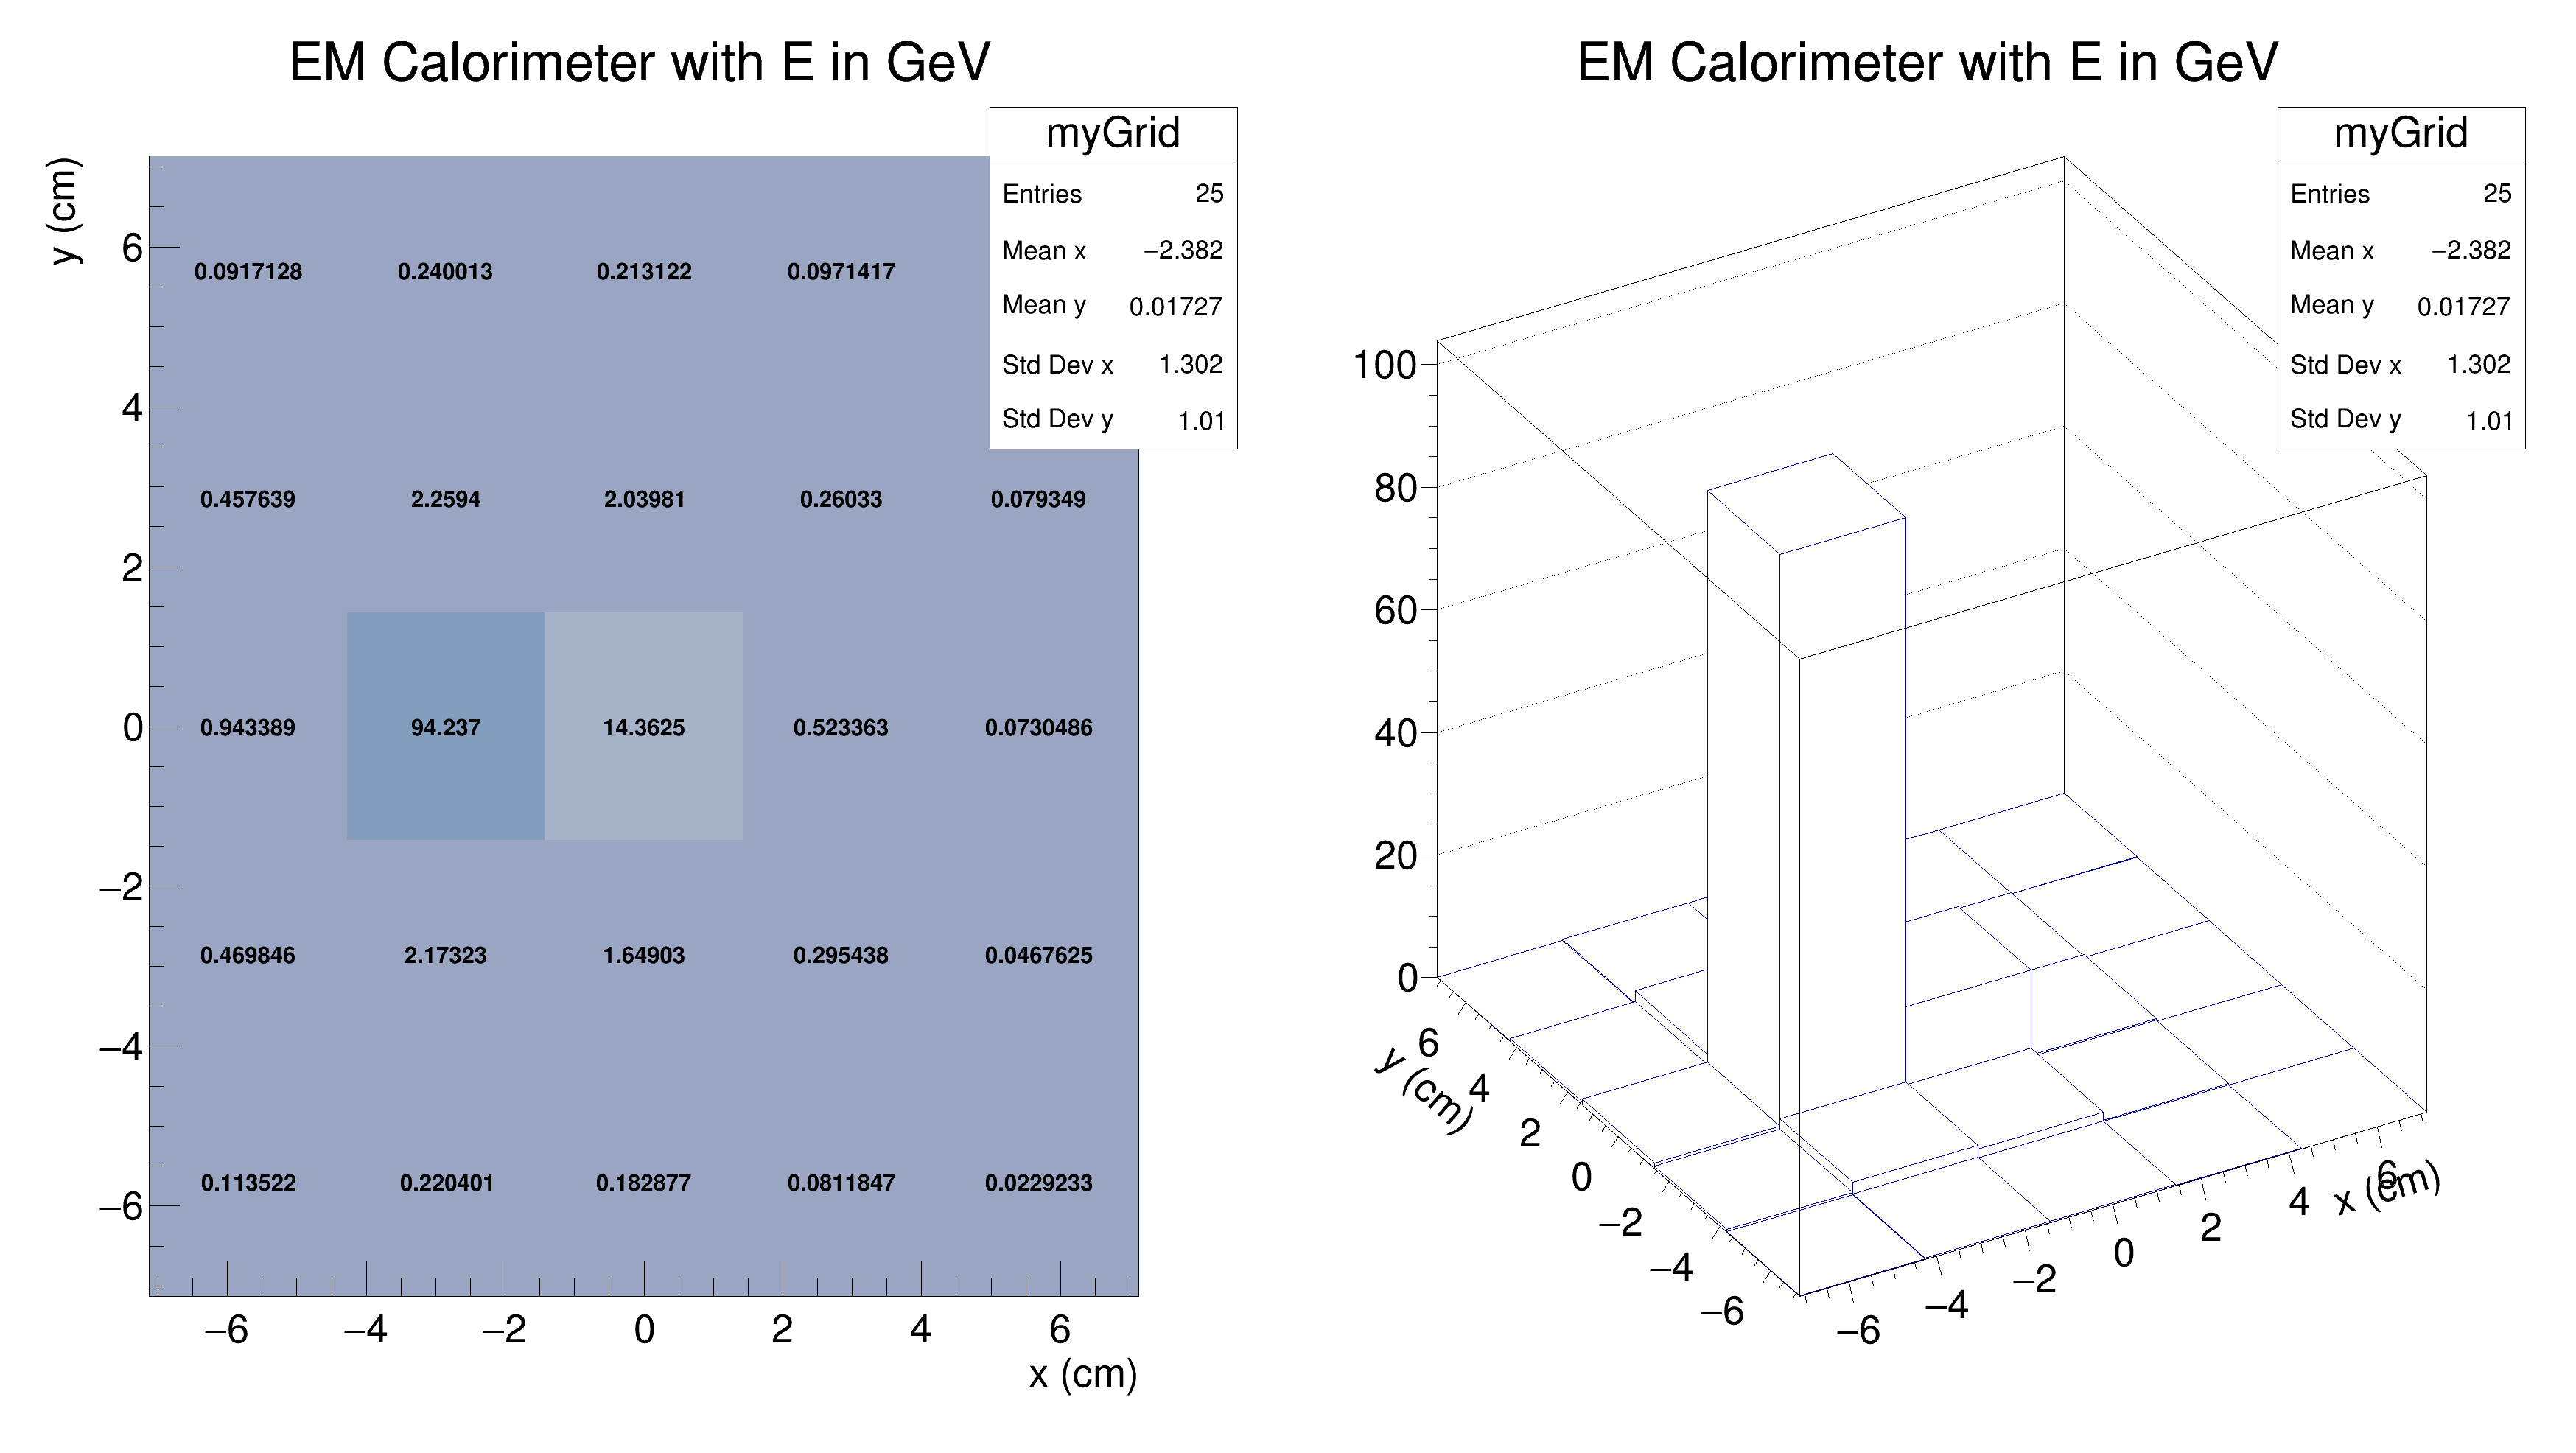 EM Calorimeter with E in GeV
myGrid
Entries 25
Mean x −2.382
Mean y 0.01727
Std Dev x 1.302
Std Dev y 1.01
y (cm)
6
4
2
0
−2
−4
−6
0.0917128 0.240013 0.213122 0.0971417
0.457639 2.2594 2.03981 0.26033 0.079349
0.943389 94.237 14.3625 0.523363 0.0730486
0.469846 2.17323 1.64903 0.295438 0.0467625
0.113522 0.220401 0.182877 0.0811847 0.0229233
−6 −4 −2 0 2 4 6
x (cm)
EM Calorimeter with E in GeV
myGrid
Entries 25
Mean x −2.382
Mean y 0.01727
Std Dev x 1.302
Std Dev y 1.01
100
80
60
40
20
0
6
4
2
0
−2
−4
−6
y (cm)
−6 −4 −2 0 2 4 6
x (cm)